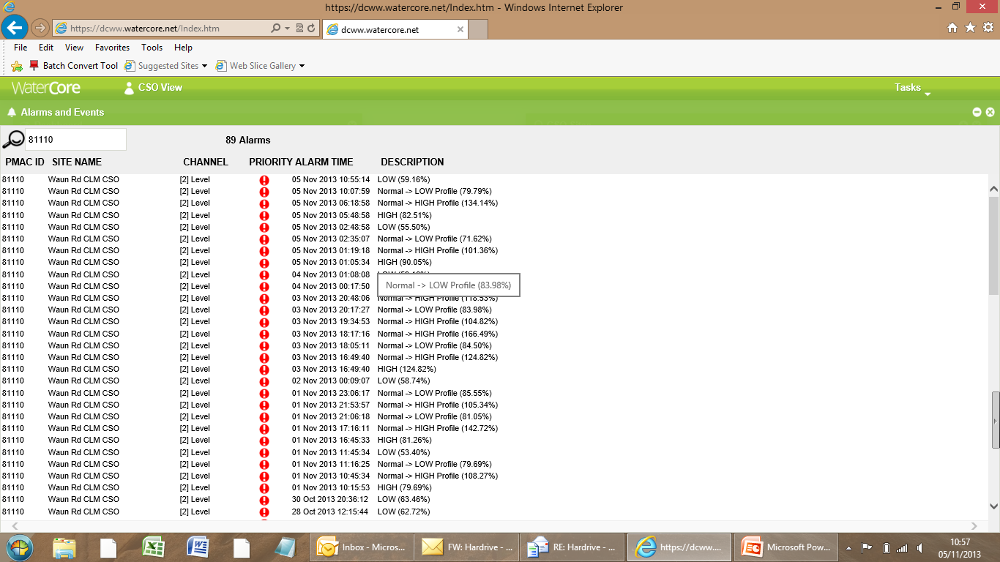 https://dcww.watercore.net/Index.htm - Windows Internet Explorer
https://dcww.watercore.net/Index.htm
dcww.watercore.net
File Edit View Favorites Tools Help
Batch Convert Tool Suggested Sites Web Slice Gallery
WaterCore CSO View Tasks
Alarms and Events
81110 89 Alarms
PMAC ID SITE NAME CHANNEL PRIORITY ALARM TIME DESCRIPTION
81110 Waun Rd CLM CSO [2] Level 05 Nov 2013 10:55:14 LOW (59.16%)
81110 Waun Rd CLM CSO [2] Level 05 Nov 2013 10:07:59 Normal -> LOW Profile (79.79%)
81110 Waun Rd CLM CSO [2] Level 05 Nov 2013 06:18:58 Normal -> HIGH Profile (134.14%)
81110 Waun Rd CLM CSO [2] Level 05 Nov 2013 05:48:58 HIGH (82.51%)
81110 Waun Rd CLM CSO [2] Level 05 Nov 2013 02:48:58 LOW (55.50%)
81110 Waun Rd CLM CSO [2] Level 05 Nov 2013 02:35:07 Normal -> LOW Profile (71.62%)
81110 Waun Rd CLM CSO [2] Level 05 Nov 2013 01:19:18 Normal -> HIGH Profile (101.36%)
81110 Waun Rd CLM CSO [2] Level 05 Nov 2013 01:05:34 HIGH (90.05%)
81110 Waun Rd CLM CSO [2] Level 04 Nov 2013 01:08:08
81110 Waun Rd CLM CSO [2] Level 04 Nov 2013 00:17:50 Normal -> LOW Profile (83.98%)
81110 Waun Rd CLM CSO [2] Level 03 Nov 2013 20:48:06 Normal -> HIGH Profile (118.53%)
81110 Waun Rd CLM CSO [2] Level 03 Nov 2013 20:17:27 Normal -> LOW Profile (83.98%)
81110 Waun Rd CLM CSO [2] Level 03 Nov 2013 19:34:53 Normal -> HIGH Profile (104.82%)
81110 Waun Rd CLM CSO [2] Level 03 Nov 2013 18:17:16 Normal -> HIGH Profile (166.49%)
81110 Waun Rd CLM CSO [2] Level 03 Nov 2013 18:05:11 Normal -> LOW Profile (84.50%)
81110 Waun Rd CLM CSO [2] Level 03 Nov 2013 16:49:40 Normal -> HIGH Profile (124.82%)
81110 Waun Rd CLM CSO [2] Level 03 Nov 2013 16:49:40 HIGH (124.82%)
81110 Waun Rd CLM CSO [2] Level 02 Nov 2013 00:09:07 LOW (58.74%)
81110 Waun Rd CLM CSO [2] Level 01 Nov 2013 23:06:17 Normal -> LOW Profile (85.55%)
81110 Waun Rd CLM CSO [2] Level 01 Nov 2013 21:53:57 Normal -> HIGH Profile (105.34%)
81110 Waun Rd CLM CSO [2] Level 01 Nov 2013 21:06:18 Normal -> LOW Profile (81.05%)
81110 Waun Rd CLM CSO [2] Level 01 Nov 2013 17:16:11 Normal -> HIGH Profile (142.72%)
81110 Waun Rd CLM CSO [2] Level 01 Nov 2013 16:45:33 HIGH (81.26%)
81110 Waun Rd CLM CSO [2] Level 01 Nov 2013 11:45:34 LOW (53.40%)
81110 Waun Rd CLM CSO [2] Level 01 Nov 2013 11:16:25 Normal -> LOW Profile (79.69%)
81110 Waun Rd CLM CSO [2] Level 01 Nov 2013 10:45:34 Normal -> HIGH Profile (108.27%)
81110 Waun Rd CLM CSO [2] Level 01 Nov 2013 10:15:53 HIGH (79.69%)
81110 Waun Rd CLM CSO [2] Level 30 Oct 2013 20:36:12 LOW (63.46%)
81110 Waun Rd CLM CSO [2] Level 28 Oct 2013 12:15:44 LOW (62.72%)
Inbox - Micros... FW: Hardrive - ... RE: Hardrive - ... https://dcww.... Microsoft Pow... 10:57
05/11/2013